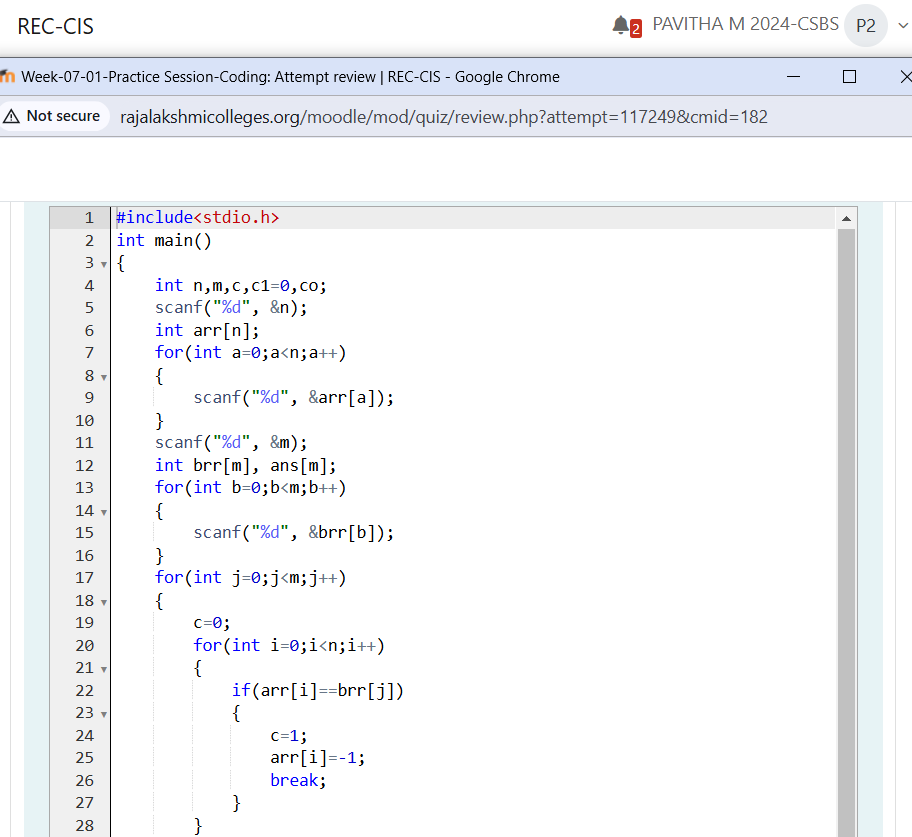 REC-CIS
2 PAVITHA M 2024-CSBS P2
Week-07-01-Practice Session-Coding: Attempt review | REC-CIS - Google Chrome
Not secure rajalakshmicolleges.org/moodle/mod/quiz/review.php?attempt=117249&cmid=182
1 #include<stdio.h>
2 int main()
3 {
4 int n,m,c,c1=0,co;
5 scanf("%d", &n);
6 int arr[n];
7 for(int a=0;a<n;a++)
8 {
9 scanf("%d", &arr[a]);
10 }
11 scanf("%d", &m);
12 int brr[m], ans[m];
13 for(int b=0;b<m;b++)
14 {
15 scanf("%d", &brr[b]);
16 }
17 for(int j=0;j<m;j++)
18 {
19 c=0;
20 for(int i=0;i<n;i++)
21 {
22 if(arr[i]==brr[j])
23 {
24 c=1;
25 arr[i]=-1;
26 break;
27 }
28 }